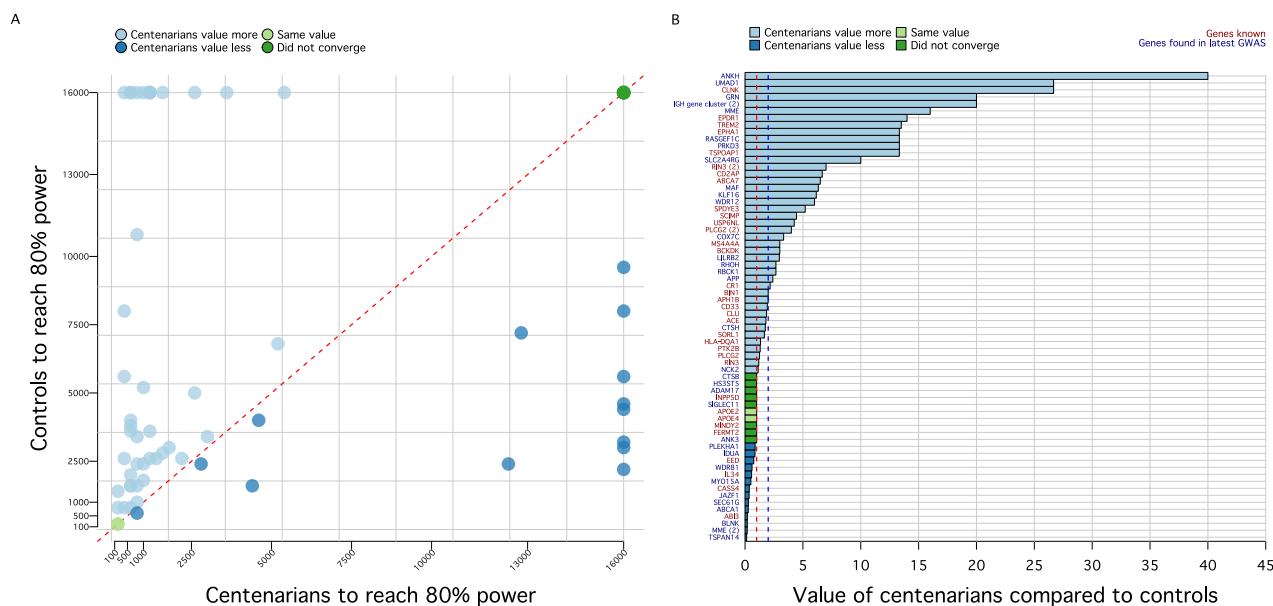 A
Centenarians value more
Same value
Centenarians value less
Did not converge
Controls to reach 80% power
16000
13000
10000
7500
5000
2500
1000
500
100
100
500
1000
2500
5000
7500
10000
13000
16000
Centenarians to reach 80% power
B
Centenarians value more
Same value
Centenarians value less
Did not converge
Genes known
Genes found in latest GWAS
ANKH
UMAD1
CLNK
GRN
IGH gene cluster (2)
MME
EPDR1
TREM2
EPHA1
RASGEF1C
PRKD3
TSPOAP1
SLC2A4RG
RIN3 (2)
CD2AP
ABCA7
MAF
KLF16
WDR12
SPDYE3
SCIMP
USP6NL
PLCG2 (2)
COX7C
MS4A4A
BCKDK
LILRB2
RHOH
RBCK1
APP
CR1
BIN1
APH1B
CD33
CLU
ACE
CTSH
SORL1
HLA-DQA1
PTK2B
PLCG2
RIN3
NCK2
CTSB
HS3ST5
ADAM17
INPP5D
SIGLEC11
APOE2
APOE4
MINDY2
FERMT2
ANK3
PLEKHA1
IDUA
EED
WDR81
IL34
MYO15A
CASS4
JAZF1
SEC61G
ABCA1
ABI3
BLNK
MME (2)
TSPAN14
0
5
10
15
20
25
30
35
40
45
Value of centenarians compared to controls